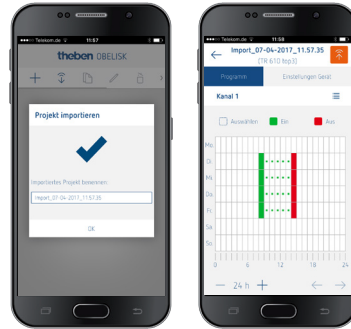 Telekom.de
11:57
theben OBELISK
Projekt importieren
Importiertes Projekt benennen:
Import_07-04-2017_11.57.35
OK
Telekom.de
11:58
Import_07-04-2017_11.57.35
[TR 610 top3]
Programm
Einstellungen Gerät
Kanal 1
Auswählen
Ein
Aus
Mo.
Di.
Mi.
Do.
Fr.
Sa.
So.
0 6 12 18 24
24 h